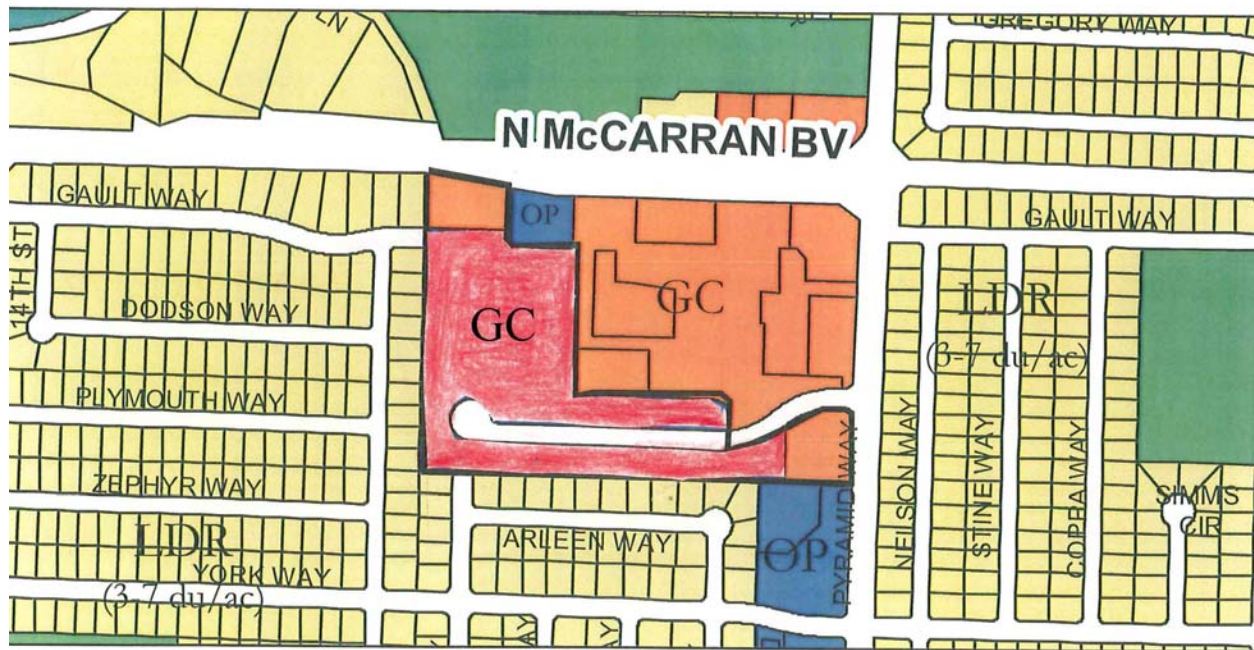 LN
GREGORY WAY
N McCARRAN BV
GAULT WAY
OP
GAULT WAY
14TH ST
DODSON WAY
GC
GC
LDR
(3-7 du/ac)
PLYMOUTH WAY
ZEPHYR WAY
PYRAMID WAY
NEILSON WAY
STINE WAY
COPPA WAY
SIMMS
CIR
LDR
ARLEEN WAY
OP
YORK WAY
(3-7 du/ac)